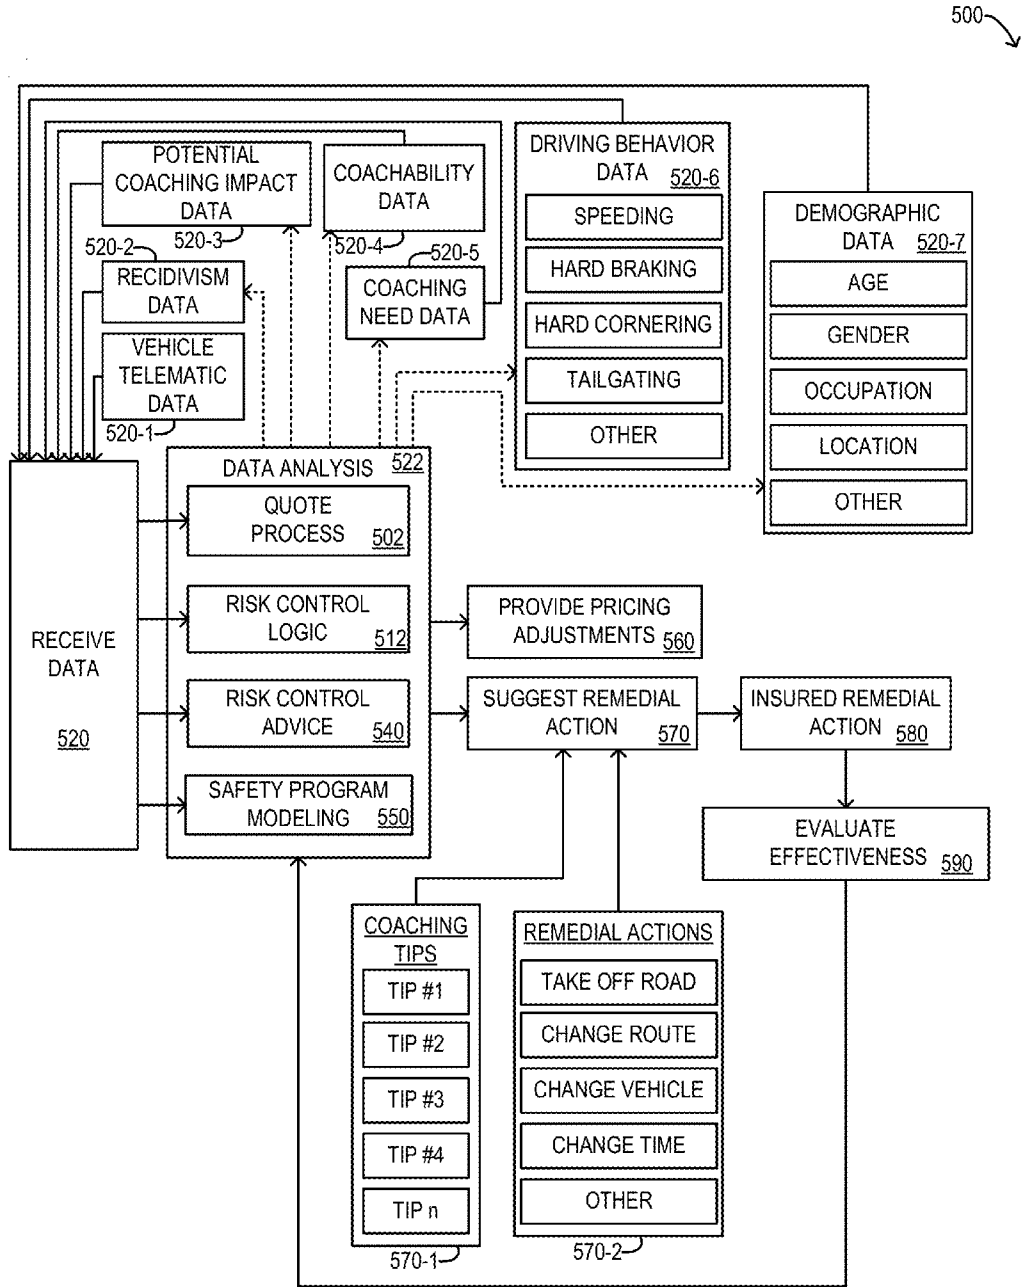 500
POTENTIAL
COACHING IMPACT
DATA
520-3
COACHABILITY
DATA
520-4
DRIVING BEHAVIOR
DATA
520-6
SPEEDING
HARD BRAKING
HARD CORNERING
TAILGATING
OTHER
DEMOGRAPHIC
DATA
520-7
AGE
GENDER
OCCUPATION
LOCATION
OTHER
520-2
RECIDIVISM
DATA
520-5
COACHING
NEED DATA
VEHICLE
TELEMATIC
DATA
520-1
RECEIVE
DATA
520
DATA ANALYSIS
522
QUOTE
PROCESS
502
RISK CONTROL
LOGIC
512
RISK CONTROL
ADVICE
540
SAFETY PROGRAM
MODELING
550
PROVIDE PRICING
ADJUSTMENTS
560
SUGGEST REMEDIAL
ACTION
570
INSURED REMEDIAL
ACTION
580
EVALUATE
EFFECTIVENESS
590
COACHING
TIPS
TIP #1
TIP #2
TIP #3
TIP #4
TIP n
570-1
REMEDIAL ACTIONS
TAKE OFF ROAD
CHANGE ROUTE
CHANGE VEHICLE
CHANGE TIME
OTHER
570-2